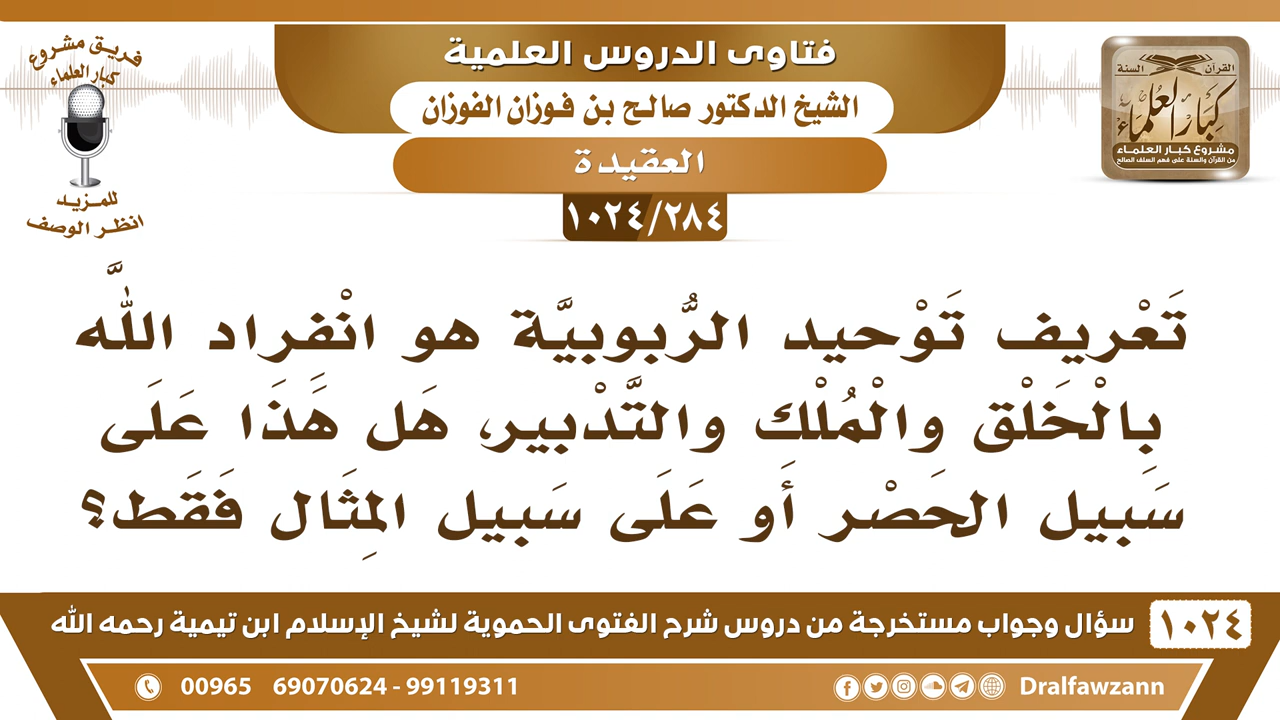 فتاوى الدروس العلمية
الشيخ الدكتور صالح بن فوزان الفوزان
العقيدة
١٠٢٤/٢٨٤
القرآن السنة
كبار العلماء
مشروع كبار العلماء
من القرآن والسنة على فهم السلف الصالح
فريق مشروع
كبار العلماء
للمزيد
انظر الوصف
تَعْرِيف تَوْحيد الرُّبوبيَّة هو انْفراد اللَّه
بِالْخَلْق والْمُلْك والتَّدْبير، هَل هَذَا عَلَى
سَبِيل الحَصْر أَو عَلَى سَبيل المِثَال فَقَط؟
١٠٢٤
سؤال وجواب مستخرجة من دروس شرح الفتوى الحموية لشيخ الإسلام ابن تيمية رحمه الله
00965 69070624 - 99119311
Dralfawzann